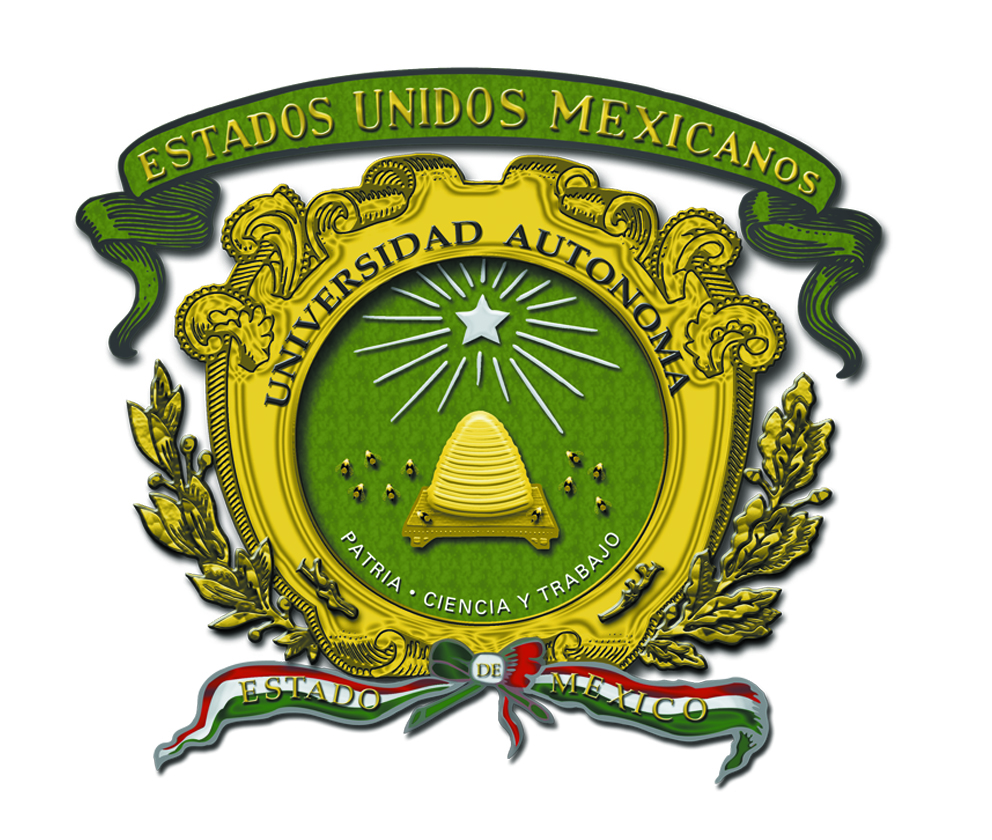 ESTADOS UNIDOS MEXICANOS
UNIVERSIDAD AUTONOMA
PATRIA • CIENCIA Y TRABAJO
ESTADO DE MEXICO